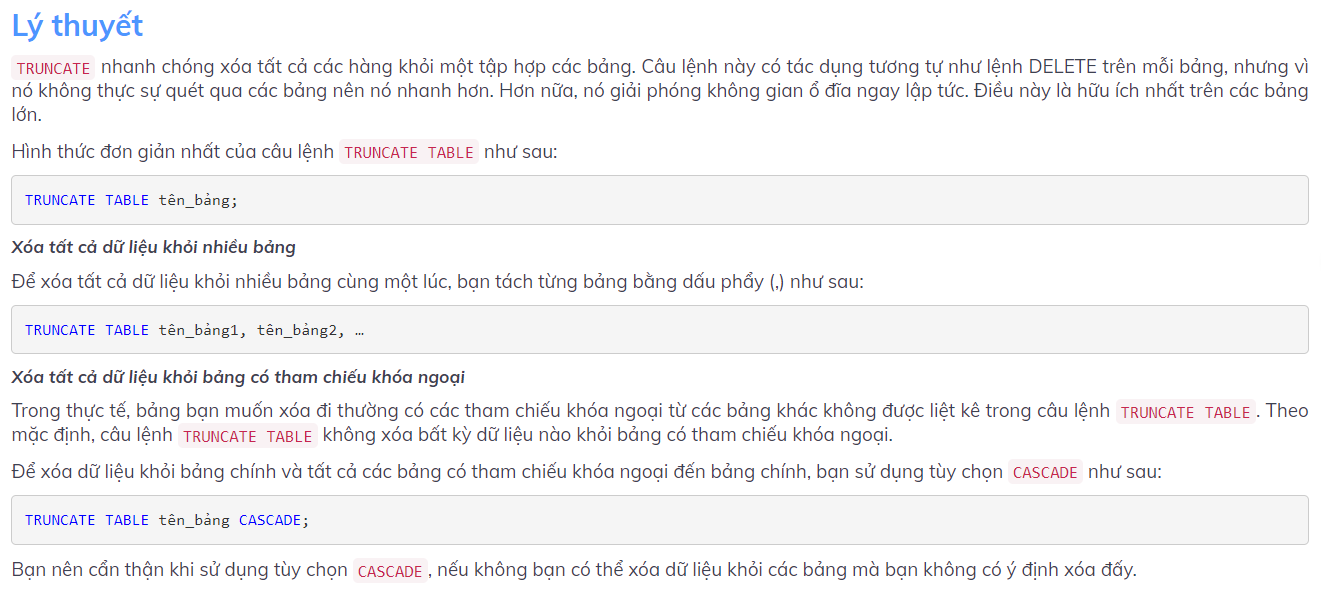 Lý thuyết
TRUNCATE nhanh chóng xóa tất cả các hàng khỏi một tập hợp các bảng. Câu lệnh này có tác dụng tương tự như lệnh DELETE trên mỗi bảng, nhưng vì
nó không thực sự quét qua các bảng nên nó nhanh hơn. Hơn nữa, nó giải phóng không gian ổ đĩa ngay lập tức. Điều này là hữu ích nhất trên các bảng
lớn.
Hình thức đơn giản nhất của câu lệnh TRUNCATE TABLE như sau:
TRUNCATE TABLE tên_bảng;
Xóa tất cả dữ liệu khỏi nhiều bảng
Để xóa tất cả dữ liệu khỏi nhiều bảng cùng một lúc, bạn tách từng bảng bằng dấu phẩy (,) như sau:
TRUNCATE TABLE tên_bảng1, tên_bảng2, …
Xóa tất cả dữ liệu khỏi bảng có tham chiếu khóa ngoại
Trong thực tế, bảng bạn muốn xóa đi thường có các tham chiếu khóa ngoại từ các bảng khác không được liệt kê trong câu lệnh TRUNCATE TABLE. Theo
mặc định, câu lệnh TRUNCATE TABLE không xóa bất kỳ dữ liệu nào khỏi bảng có tham chiếu khóa ngoại.
Để xóa dữ liệu khỏi bảng chính và tất cả các bảng có tham chiếu khóa ngoại đến bảng chính, bạn sử dụng tùy chọn CASCADE như sau:
TRUNCATE TABLE tên_bảng CASCADE;
Bạn nên cẩn thận khi sử dụng tùy chọn CASCADE, nếu không bạn có thể xóa dữ liệu khỏi các bảng mà bạn không có ý định xóa đấy.